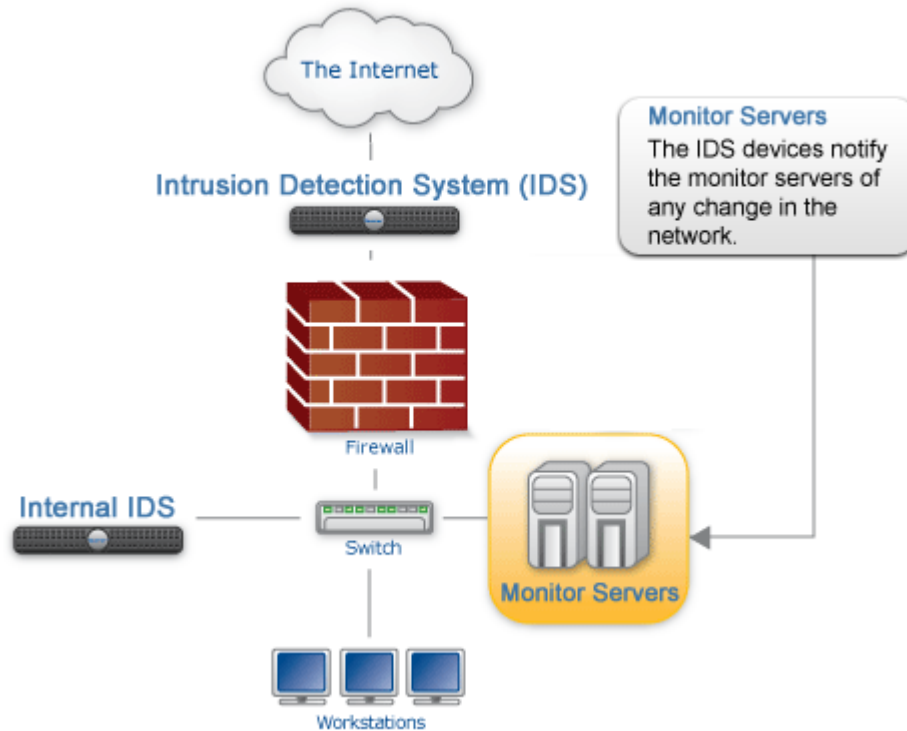 The Internet
Intrusion Detection System (IDS)
Monitor Servers
The IDS devices notify
the monitor servers of
any change in the
network.
Firewall
Internal IDS
Switch
Monitor Servers
Workstations